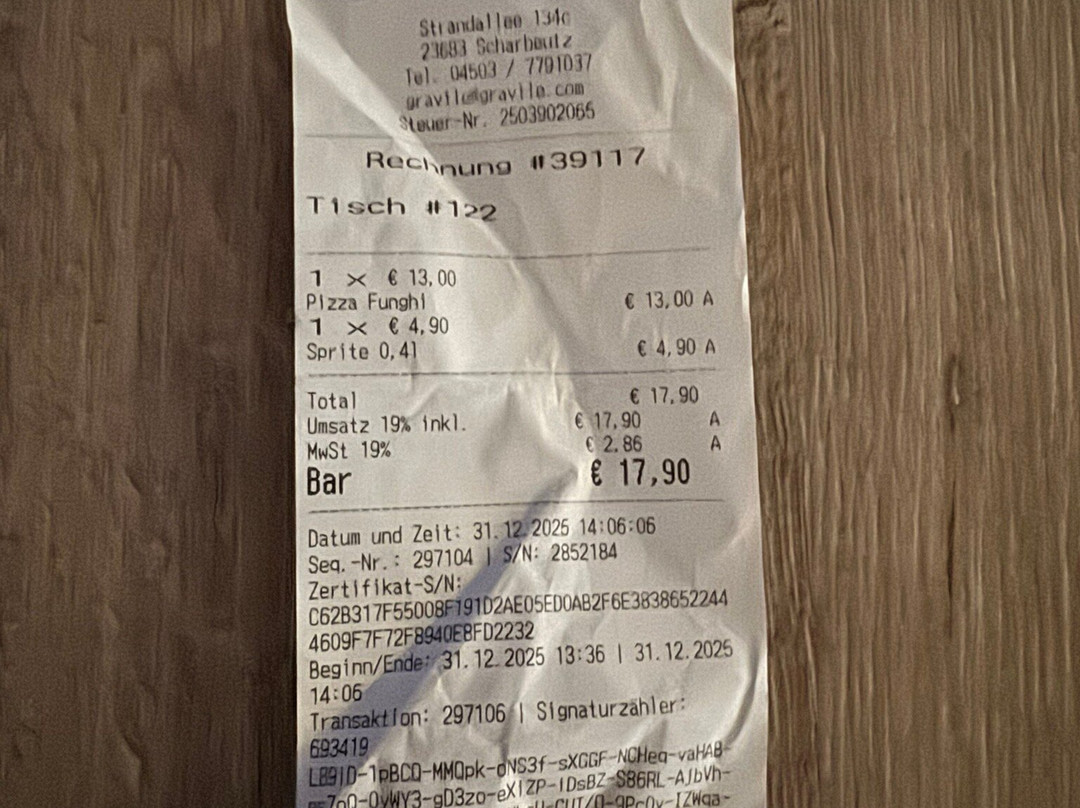 Strandallee 134c
23683 Scharbeutz
Tel. 04503 / 7791037
gravile@gravile.com
Steuer-Nr. 2503902065
Rechnung #39117
Tisch #122
1 x € 13,00
Pizza Funghi € 13,00 A
1 x € 4,90
Sprite 0,4l € 4,90 A
Total € 17,90
Umsatz 19% inkl. € 17,90 A
MwSt 19% € 2,86 A
Bar € 17,90
Datum und Zeit: 31.12.2025 14:06:06
Seq.-Nr.: 297104 | S/N: 2852184
Zertifikat-S/N:
C62B317F55008F191D2AE05ED0AB2F6E3838652244
4609F7F72F8940E8FD2232
Beginn/Ende: 31.12.2025 13:36 | 31.12.2025
14:06
Transaktion: 297106 | Signaturzähler:
693419